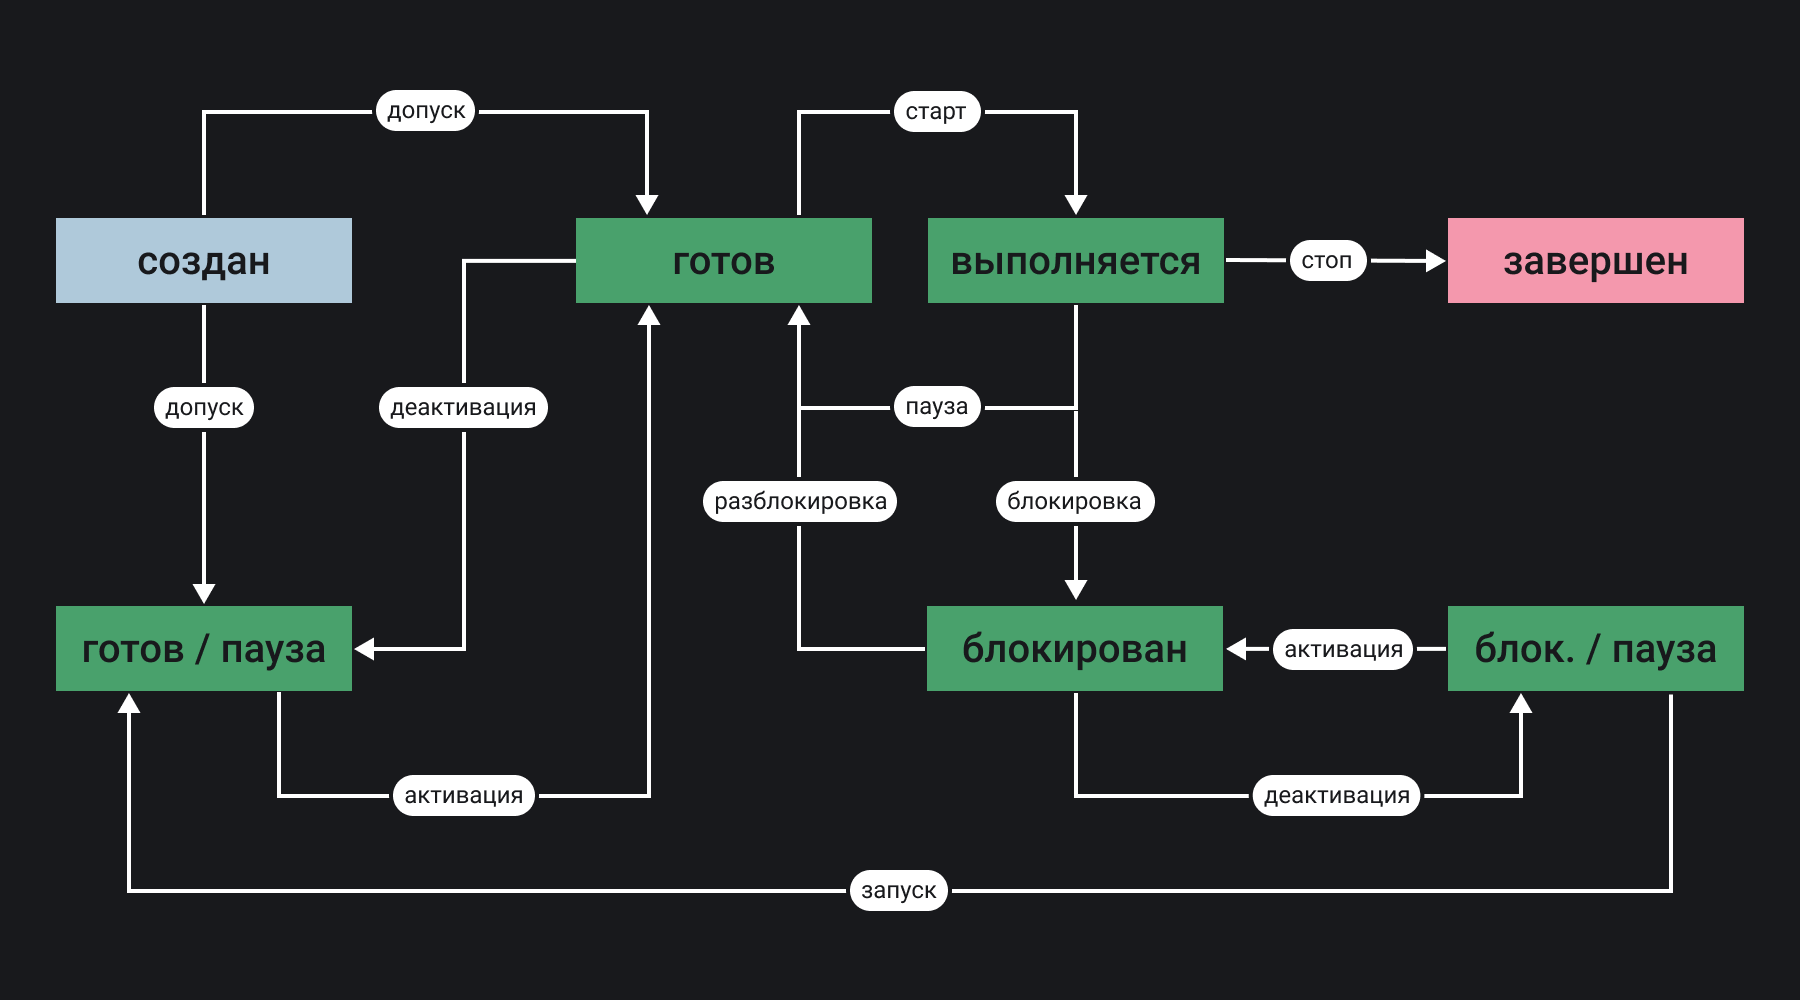 допуск
старт
создан
готов
выполняется
стоп
завершен
допуск
деактивация
пауза
разблокировка
блокировка
готов / пауза
блокирован
активация
блок. / пауза
активация
деактивация
запуск